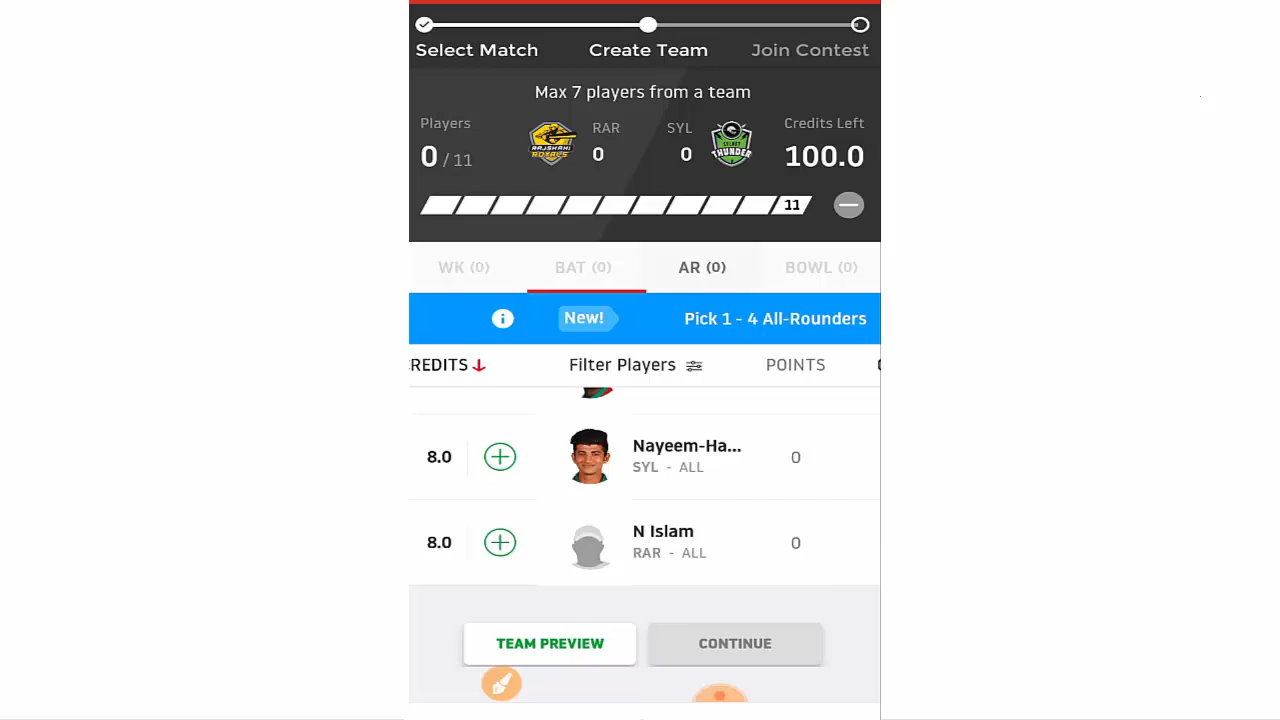 Select Match
Create Team
Join Contest
Max 7 players from a team
Players
RAR
SYL
Credits Left
0 / 11
0
0
100.0
RAJSHAHI
ROYALS
THUNDER
11
WK (0)
BAT (0)
AR (0)
BOWL (0)
New!
Pick 1 - 4 All-Rounders
REDITS
Filter Players
POINTS
8.0
Nayeem-Ha...
SYL - ALL
0
8.0
N Islam
RAR - ALL
0
TEAM PREVIEW
CONTINUE